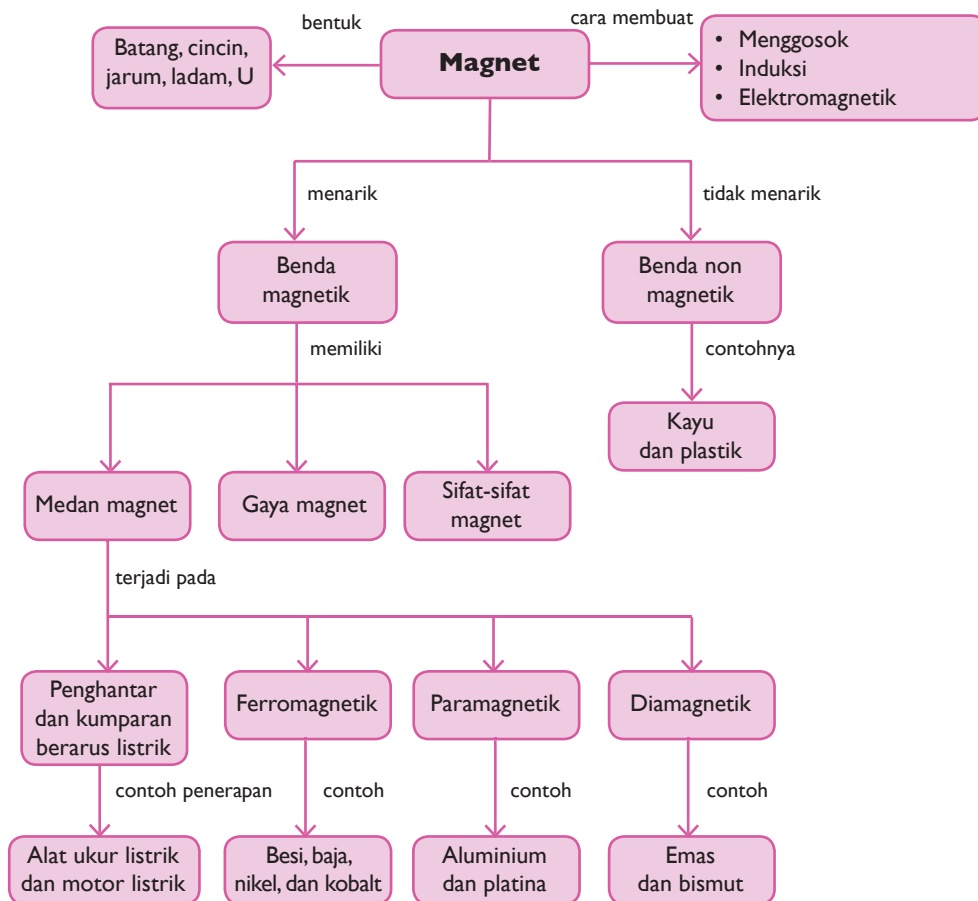 bentuk
cara membuat
Batang, cincin,
jarum, ladam, U
Magnet
• Menggosok
• Induksi
• Elektromagnetik
menarik
tidak menarik
Benda
magnetik
Benda non
magnetik
memiliki
contohnya
Kayu
dan plastik
Medan magnet
Gaya magnet
Sifat-sifat
magnet
terjadi pada
Penghantar
dan kumparan
berarus listrik
Ferromagnetik
Paramagnetik
Diamagnetik
contoh penerapan
contoh
contoh
contoh
Alat ukur listrik
dan motor listrik
Besi, baja,
nikel, dan kobalt
Aluminium
dan platina
Emas
dan bismut